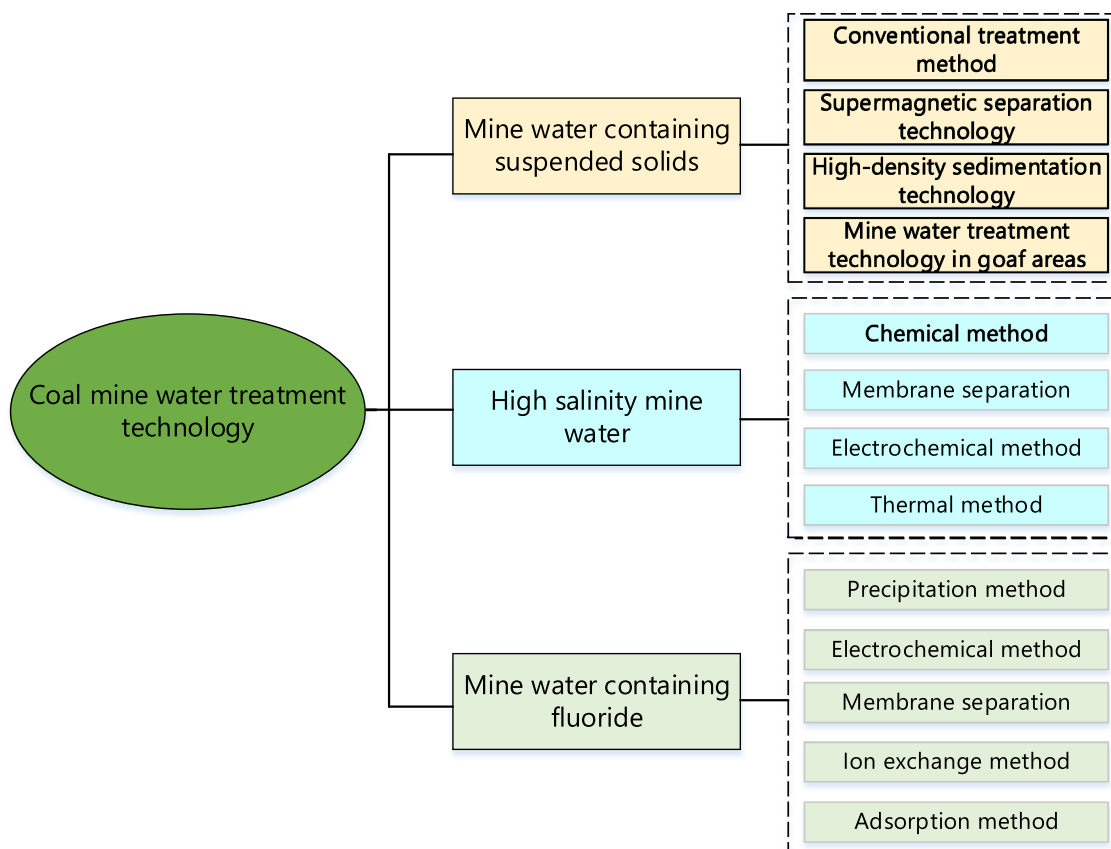 Coal mine water treatment
technology
Mine water containing
suspended solids
Conventional treatment
method
Supermagnetic separation
technology
High-density sedimentation
technology
Mine water treatment
technology in goaf areas
High salinity mine
water
Chemical method
Membrane separation
Electrochemical method
Thermal method
Mine water containing
fluoride
Precipitation method
Electrochemical method
Membrane separation
Ion exchange method
Adsorption method